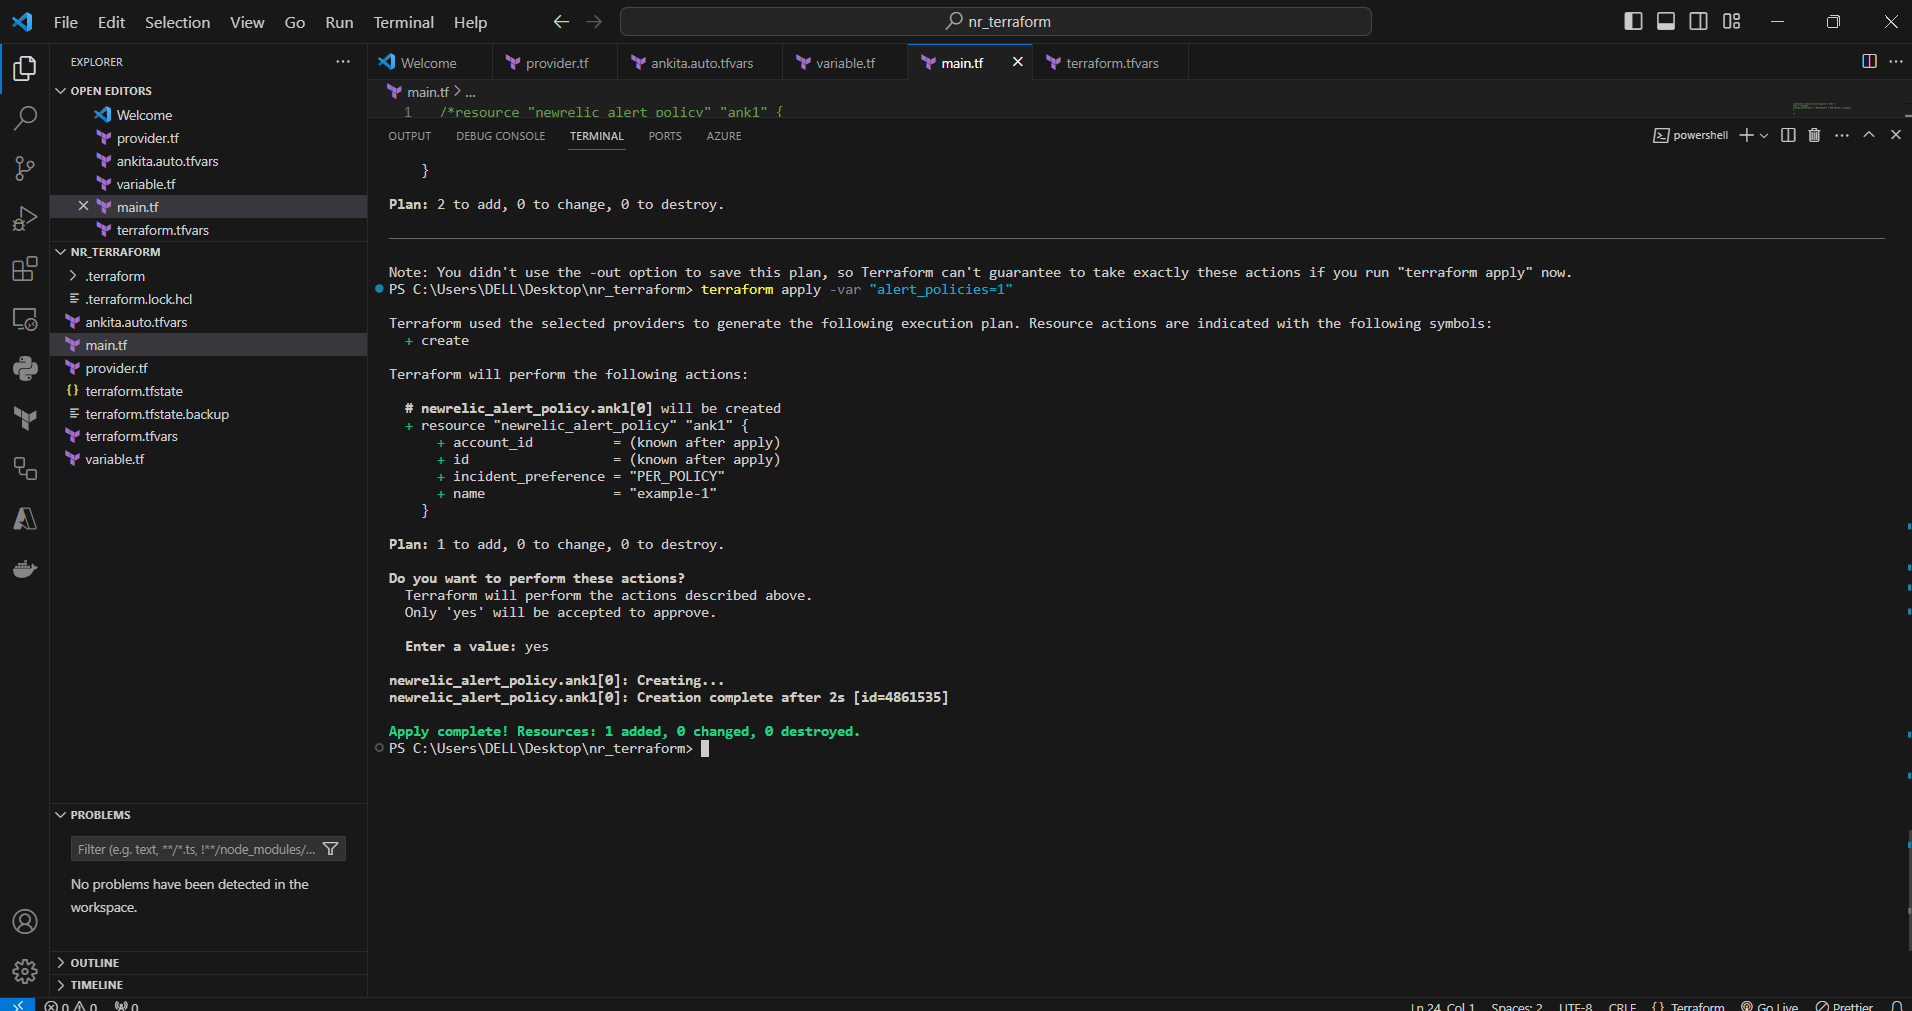 File Edit Selection View Go Run Terminal Help
nr_terraform
EXPLORER
OPEN EDITORS
Welcome
provider.tf
ankita.auto.tfvars
variable.tf
main.tf
terraform.tfvars
NR_TERRAFORM
.terraform
.terraform.lock.hcl
ankita.auto.tfvars
main.tf
provider.tf
terraform.tfstate
terraform.tfstate.backup
terraform.tfvars
variable.tf
PROBLEMS
Filter (e.g. text, **/*.ts, !**/node_modules/...
No problems have been detected in the
workspace.
OUTLINE
TIMELINE
Welcome provider.tf ankita.auto.tfvars variable.tf main.tf terraform.tfvars
main.tf > ...
1 /*resource "newrelic_alert_policy" "ank1" {
OUTPUT DEBUG CONSOLE TERMINAL PORTS AZURE
powershell
}
Plan: 2 to add, 0 to change, 0 to destroy.
Note: You didn't use the -out option to save this plan, so Terraform can't guarantee to take exactly these actions if you run "terraform apply" now.
PS C:\Users\DELL\Desktop\nr_terraform> terraform apply -var "alert_policies=1"
Terraform used the selected providers to generate the following execution plan. Resource actions are indicated with the following symbols:
+ create
Terraform will perform the following actions:
# newrelic_alert_policy.ank1[0] will be created
+ resource "newrelic_alert_policy" "ank1" {
+ account_id = (known after apply)
+ id = (known after apply)
+ incident_preference = "PER_POLICY"
+ name = "example-1"
}
Plan: 1 to add, 0 to change, 0 to destroy.
Do you want to perform these actions?
Terraform will perform the actions described above.
Only 'yes' will be accepted to approve.
Enter a value: yes
newrelic_alert_policy.ank1[0]: Creating...
newrelic_alert_policy.ank1[0]: Creation complete after 2s [id=4861535]
Apply complete! Resources: 1 added, 0 changed, 0 destroyed.
PS C:\Users\DELL\Desktop\nr_terraform>
0 0 0 Ln 24, Col 1 Spaces: 2 UTF-8 CRLF {} Terraform Go Live Prettier